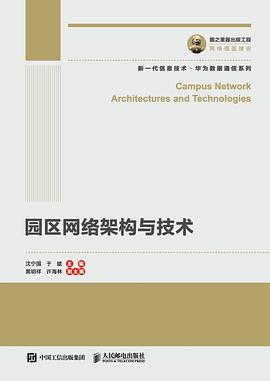 国之重器出版工程
网络强国建设
新一代信息技术·华为数据通信系列
Campus Network
Architectures and Technologies
园区网络架构与技术
沈宁国 于斌 主编
黄明祥 许海林 副主编
中国工信出版集团 人民邮电出版社
POSTS & TELECOM PRESS